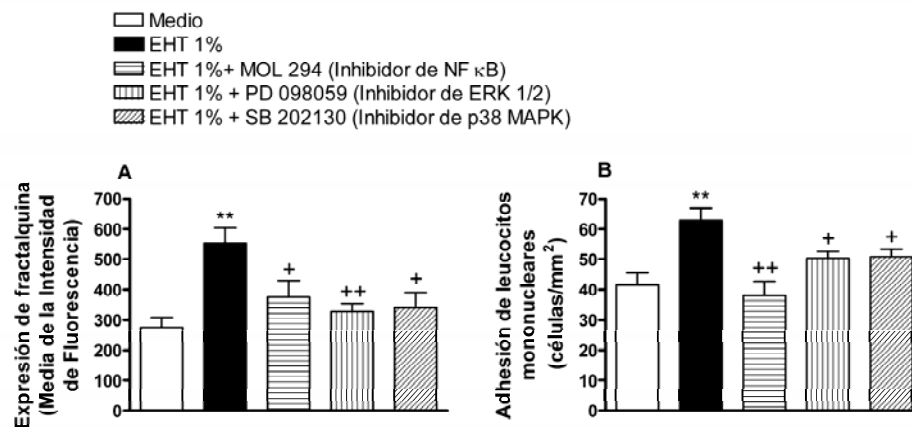 Medio
EHT 1%
EHT 1%+ MOL 294 (Inhibidor de NF κB)
EHT 1% + PD 098059 (Inhibidor de ERK 1/2)
EHT 1% + SB 202130 (Inhibidor de p38 MAPK)
A
Expresión de fractalquina
(Media de la Intensidad
de Fluorescencia)
700
600
500
400
300
200
100
0
**
+
++
+
B
Adhesión de leucocitos
mononucleares
(células/mm²)
70
60
50
40
30
20
10
0
**
++
+
+